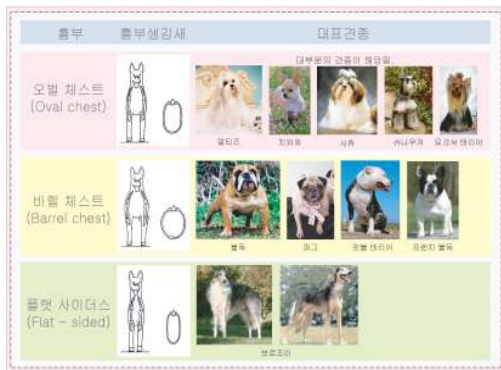 흉부 흉부생김새 대표견종
대부분의 견종이 해당됨.
오벌 체스트
(Oval chest)
말티즈 치와와 시츄 슈나우저 요크셔 테리어
바렐 체스트
(Barrel chest)
불독 퍼그 핏불 테리어 프렌치 불독
플랫 사이더스
(Flat - sided)
보르조이